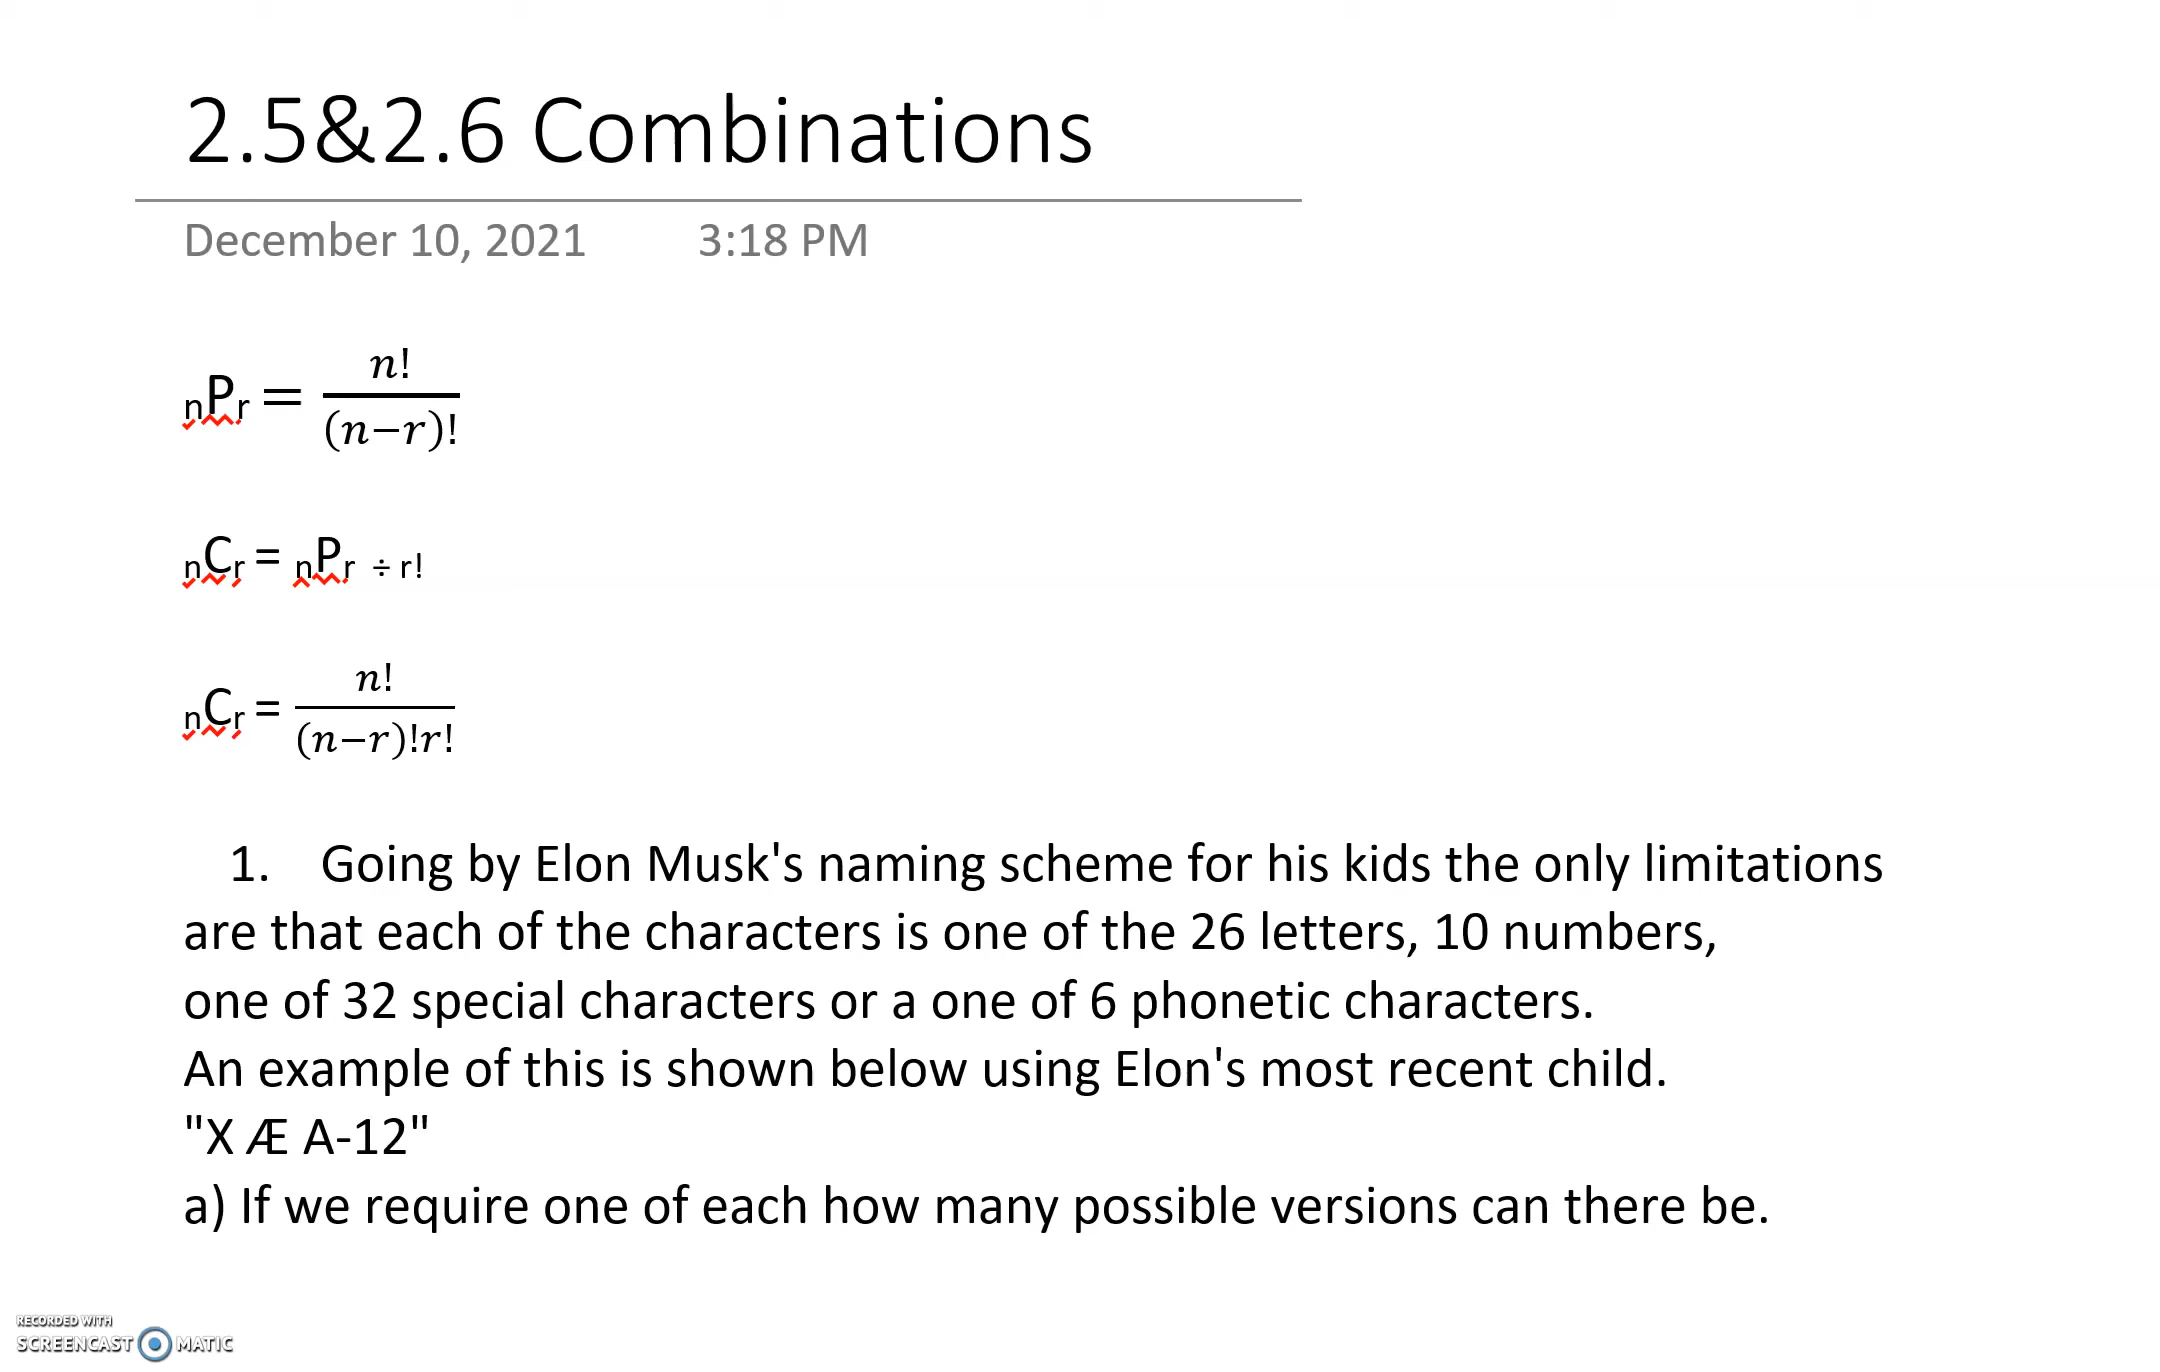 2.5&2.6 Combinations
December 10, 2021 3:18 PM
nPr = n!/(n−r)!
nCr = nPr ÷ r!
nCr = n!/(n−r)!r!
1. Going by Elon Musk's naming scheme for his kids the only limitations
are that each of the characters is one of the 26 letters, 10 numbers,
one of 32 special characters or a one of 6 phonetic characters.
An example of this is shown below using Elon's most recent child.
"X Æ A-12"
a) If we require one of each how many possible versions can there be.
RECORDED WITH
SCREENCAST MATIC